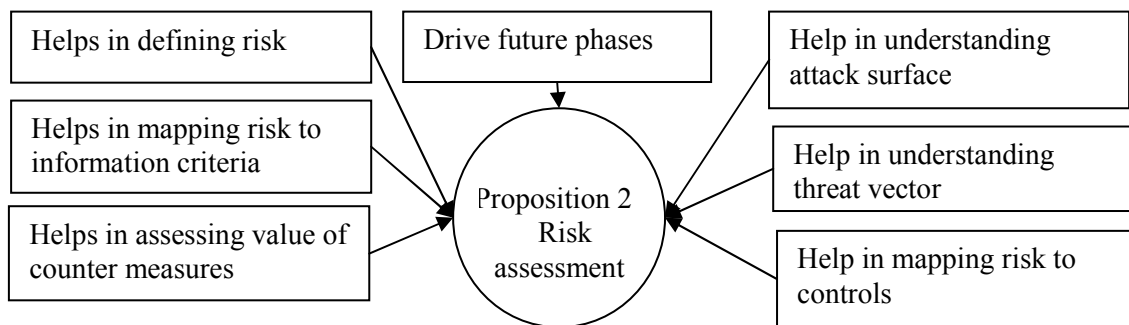 Helps in defining risk
Helps in mapping risk to
information criteria
Helps in assessing value of
counter measures
Drive future phases
Proposition 2
Risk
assessment
Help in understanding
attack surface
Help in understanding
threat vector
Help in mapping risk to
controls